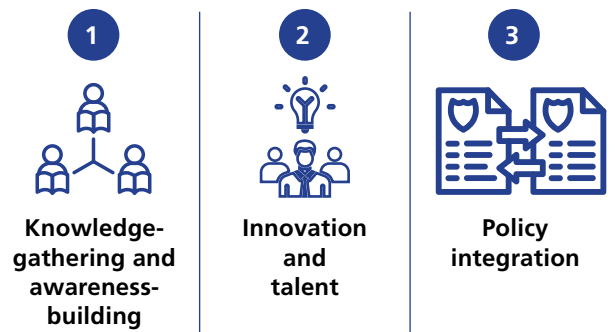 1
Knowledge-
gathering and
awareness-
building
2
Innovation
and
talent
3
Policy
integration